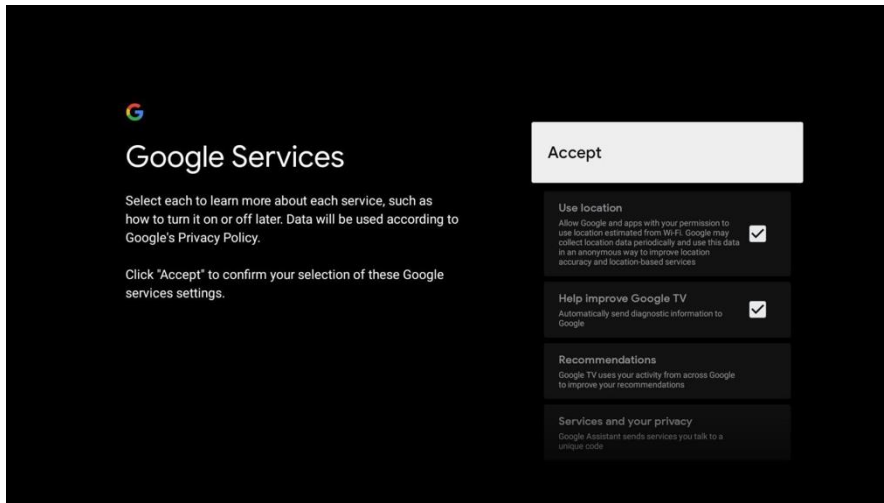 Google Services
Select each to learn more about each service, such as
how to turn it on or off later. Data will be used according to
Google's Privacy Policy.
Click "Accept" to confirm your selection of these Google
services settings.
Accept
Use location
Allow Google and apps with your permission to
use location estimated from Wi-Fi. Google may
collect location data periodically and use this data
in an anonymous way to improve location
accuracy and location-based services
Help improve Google TV
Automatically send diagnostic information to
Google
Recommendations
Google TV uses your activity from across Google
to improve your recommendations
Services and your privacy
Google Assistant sends services you talk to a
unique code